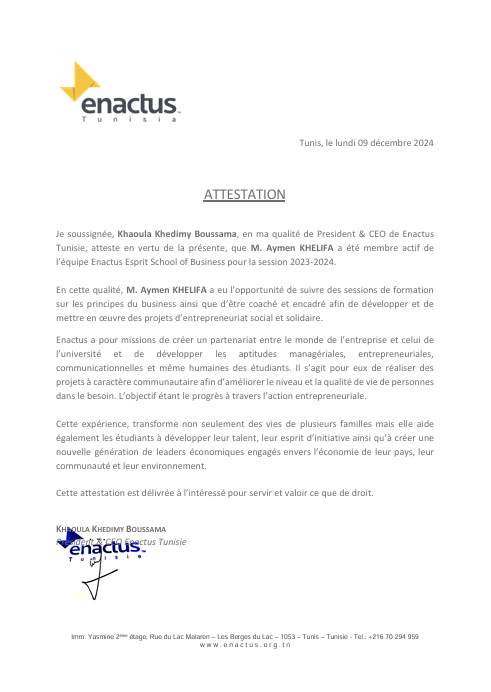 enactus
Tunisia
Tunis, le lundi 09 décembre 2024
ATTESTATION
Je soussignée, Khaoula Khedimy Boussama, en ma qualité de President & CEO de Enactus
Tunisie, atteste en vertu de la présente, que M. Aymen KHELIFA a été membre actif de
l'équipe Enactus Esprit School of Business pour la session 2023-2024.
En cette qualité, M. Aymen KHELIFA a eu l'opportunité de suivre des sessions de formation
sur les principes du business ainsi que d'être coaché et encadré afin de développer et de
mettre en œuvre des projets d'entrepreneuriat social et solidaire.
Enactus a pour missions de créer un partenariat entre le monde de l'entreprise et celui de
l'université et de développer les aptitudes managériales, entrepreneuriales,
communicationnelles et même humaines des étudiants. Il s'agit pour eux de réaliser des
projets à caractère communautaire afin d'améliorer le niveau et la qualité de vie de personnes
dans le besoin. L'objectif étant le progrès à travers l'action entrepreneuriale.
Cette expérience, transforme non seulement des vies de plusieurs familles mais elle aide
également les étudiants à développer leur talent, leur esprit d'initiative ainsi qu'à créer une
nouvelle génération de leaders économiques engagés envers l'économie de leur pays, leur
communauté et leur environnement.
Cette attestation est délivrée à l'intéressé pour servir et valoir ce que de droit.
KHAOULA KHEDIMY BOUSSAMA
President & CEO Enactus Tunisie
enactus
Tunisia
Imm. Yasmine 2ème étage, Rue du Lac Malaren – Les Berges du Lac – 1053 – Tunis – Tunisie - Tel.: +216 70 294 959
www.enactus.org.tn